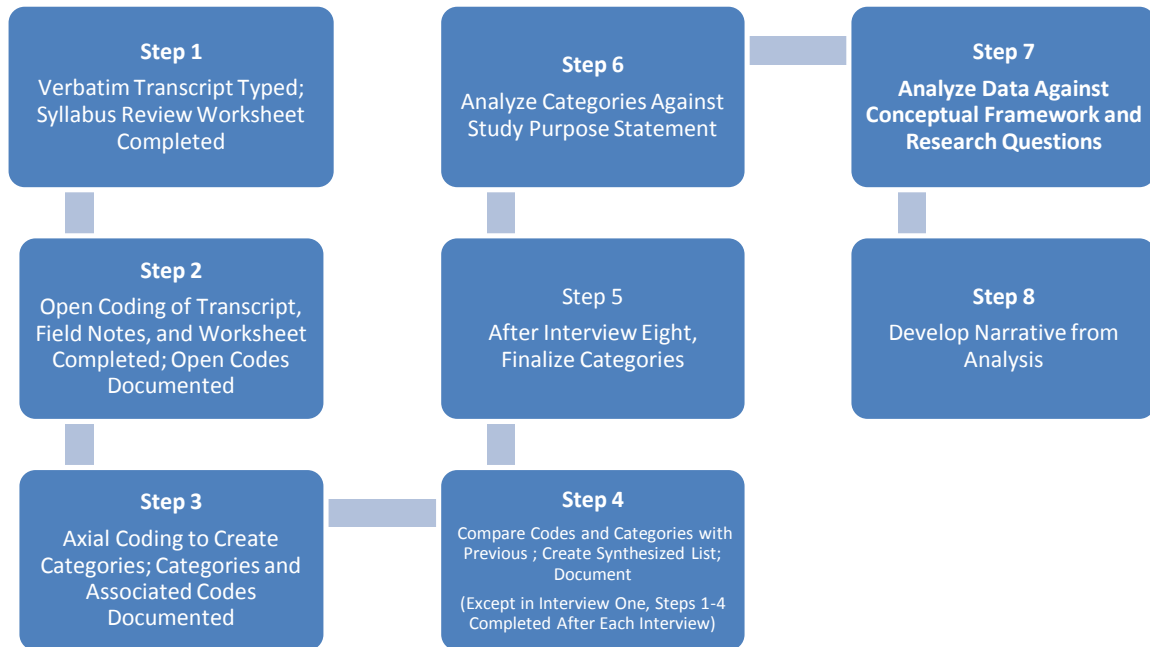 Step 1
Verbatim Transcript Typed;
Syllabus Review Worksheet
Completed
Step 2
Open Coding of Transcript,
Field Notes, and Worksheet
Completed; Open Codes
Documented
Step 3
Axial Coding to Create
Categories; Categories and
Associated Codes
Documented
Step 4
Compare Codes and Categories with
Previous ; Create Synthesized List;
Document
(Except in Interview One, Steps 1-4
Completed After Each Interview)
Step 5
After Interview Eight,
Finalize Categories
Step 6
Analyze Categories Against
Study Purpose Statement
Step 7
Analyze Data Against
Conceptual Framework and
Research Questions
Step 8
Develop Narrative from
Analysis